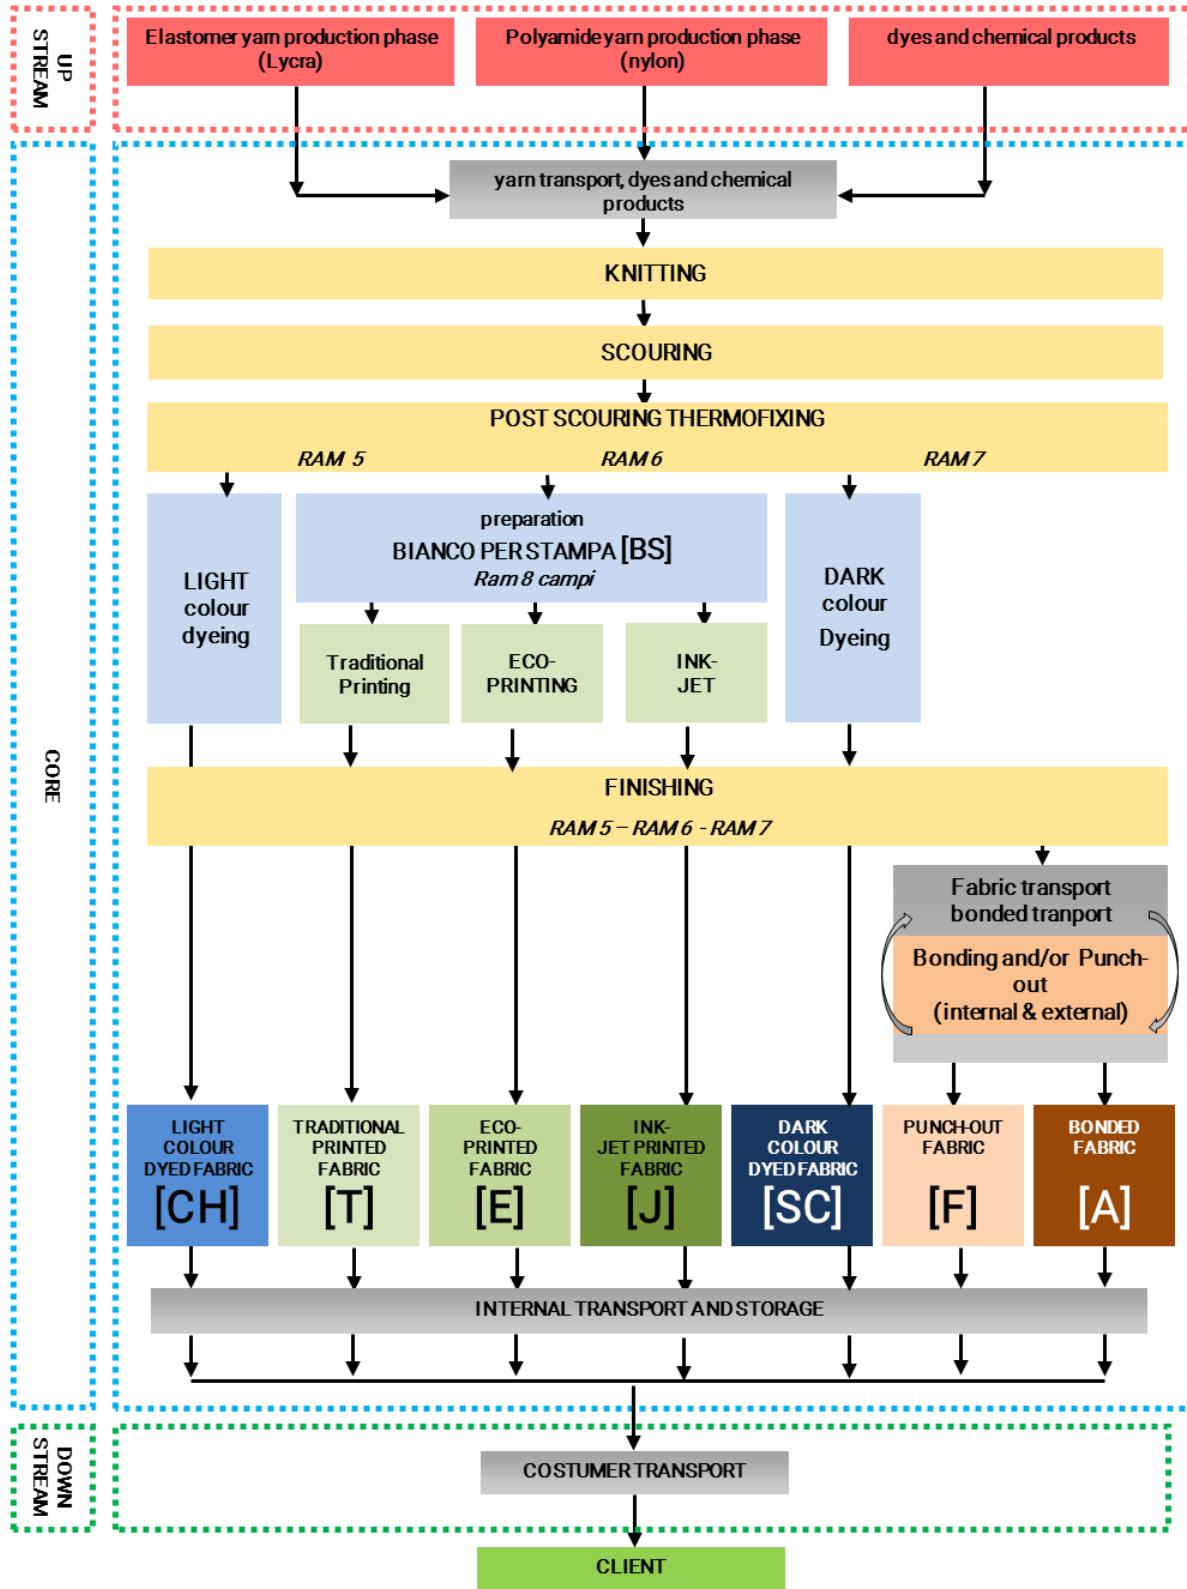 UP
STREAM
Elastomer yarn production phase
(Lycra)
Polyamide yarn production phase
(nylon)
dyes and chemical products
CORE
yarn transport, dyes and chemical
products
KNITTING
SCOURING
POST SCOURING THERMOFIXING
RAM 5
RAM 6
RAM 7
LIGHT
colour
dyeing
preparation
BIANCO PER STAMPA [BS]
Ram 8 campi
DARK
colour
Dyeing
Traditional
Printing
ECO-
PRINTING
INK-
JET
FINISHING
RAM 5 – RAM 6 - RAM 7
Fabric transport
bonded tranport
Bonding and/or Punch-
out
(internal & external)
LIGHT
COLOUR
DYED FABRIC
[CH]
TRADITIONAL
PRINTED
FABRIC
[T]
ECO-
PRINTED
FABRIC
[E]
INK-
JET PRINTED
FABRIC
[J]
DARK
COLOUR
DYED FABRIC
[SC]
PUNCH-OUT
FABRIC
[F]
BONDED
FABRIC
[A]
INTERNAL TRANSPORT AND STORAGE
DOWN
STREAM
COSTUMER TRANSPORT
CLIENT